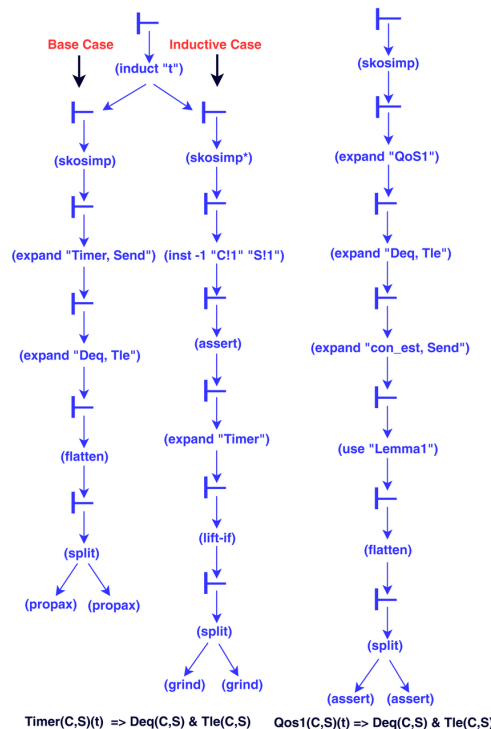 Base Case
Inductive Case
(induct "t")
(skosimp)
(expand "Timer, Send")
(expand "Deq, Tle")
(flatten)
(split)
(propax) (propax)
(skosimp*)
(inst -1 "C!1" "S!1")
(assert)
(expand "Timer")
(lift-if)
(split)
(grind) (grind)
Timer(C,S)(t) => Deq(C,S) & Tle(C,S)
(skosimp)
(expand "QoS1")
(expand "Deq, Tle")
(expand "con_est, Send")
(use "Lemma1")
(flatten)
(split)
(assert) (assert)
Qos1(C,S)(t) => Deq(C,S) & Tle(C,S)